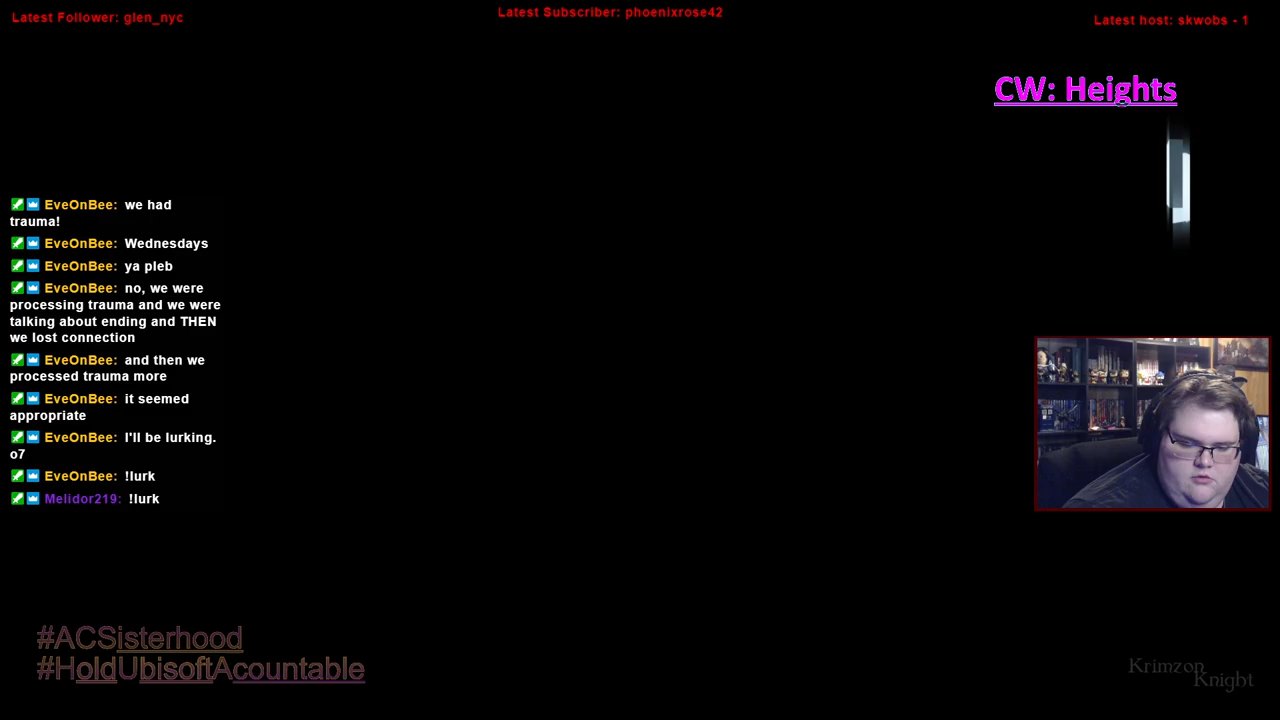 Latest Follower: glen_nyc
Latest Subscriber: phoenixrose42
Latest host: skwobs - 1
CW: Heights
EveOnBee: we had
trauma!
EveOnBee: Wednesdays
EveOnBee: ya pleb
EveOnBee: no, we were
processing trauma and we were
talking about ending and THEN
we lost connection
EveOnBee: and then we
processed trauma more
EveOnBee: it seemed
appropriate
EveOnBee: I'll be lurking.
o7
EveOnBee: !lurk
Melidor219: !lurk
#ACSisterhood
#HoldUbisoftAcountable
Krimzon
Knight